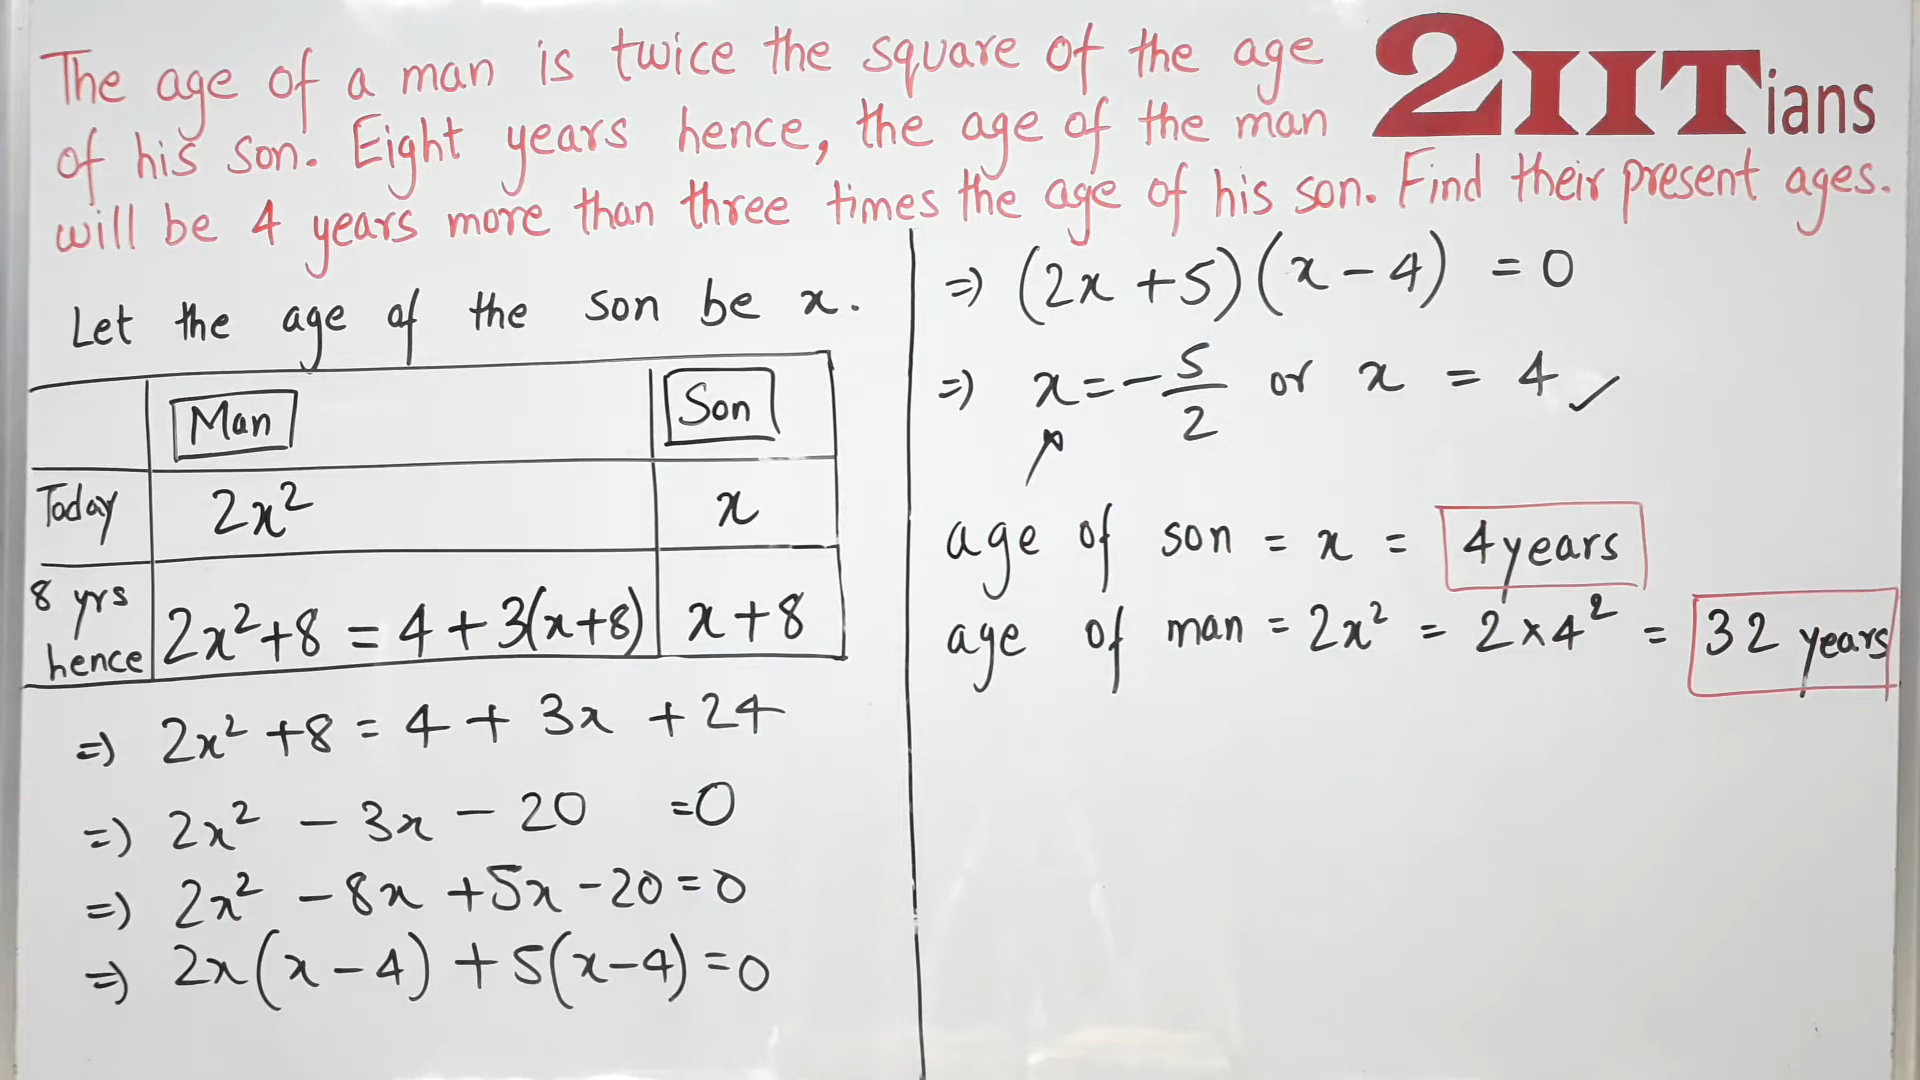 The age of a man is twice the square of the age
of his son. Eight years hence, the age of the man
will be 4 years more than three times the age of his son. Find their present ages.
2IITians
Let the age of the son be x.
Man Son
Today 2x² x
8 yrs hence 2x²+8 = 4+3(x+8) x+8
⇒ 2x² +8 = 4 + 3x + 24
⇒ 2x² - 3x - 20 =0
⇒ 2x² - 8x +5x -20 = 0
⇒ 2x(x-4) + 5(x-4) = 0
⇒ (2x +5)(x-4) = 0
⇒ x = -5/2 or x = 4 ✓
age of son = x = 4 years
age of man = 2x² = 2×4² = 32 years